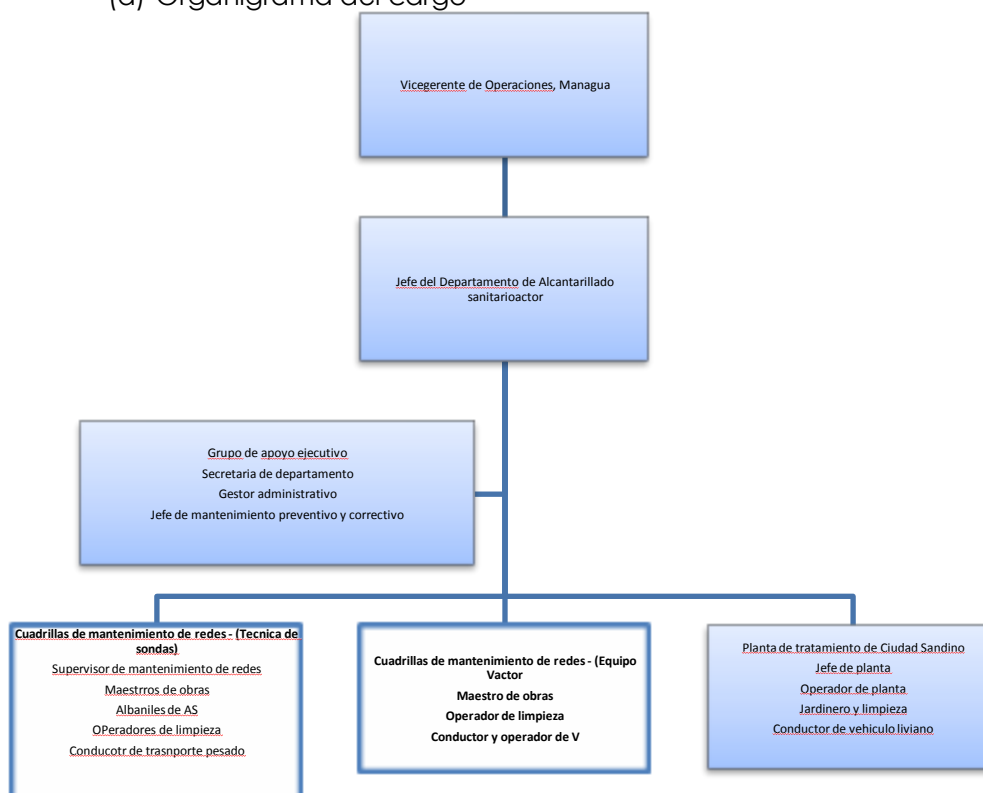 (a) Organigrama del cargo
Vicegerente de Operaciones, Managua
Jefe del Departamento de Alcantarillado
sanitarioactor
Grupo de apoyo ejecutivo
Secretaria de departamento
Gestor administrativo
Jefe de mantenimiento preventivo y correctivo
Cuadrillas de mantenimiento de redes - (Tecnica de
sondas)
Supervisor de mantenimiento de redes
Maestrros de obras
Albaniles de AS
OPeradores de limpieza
Conducotr de trasnporte pesado
Cuadrillas de mantenimiento de redes - (Equipo
Vactor
Maestro de obras
Operador de limpieza
Conductor y operador de V
Planta de tratamiento de Ciudad Sandino
Jefe de planta
Operador de planta
Jardinero y limpieza
Conductor de vehiculo liviano